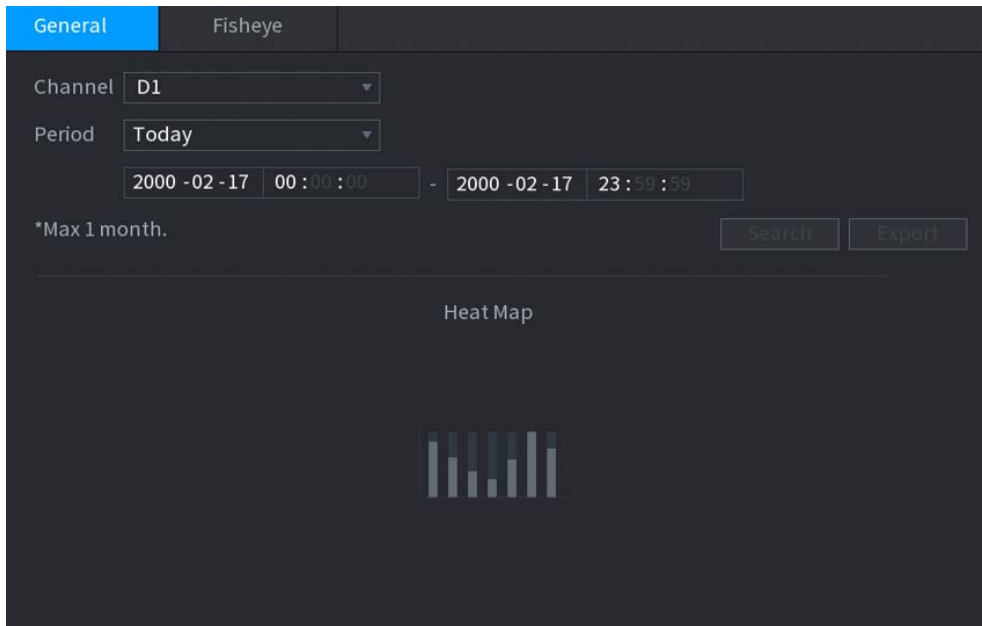 General Fisheye
Channel D1
Period Today
2000 -02 -17 00 :00 :00 - 2000 -02 -17 23 :59 :59
*Max 1 month. Search Export
Heat Map